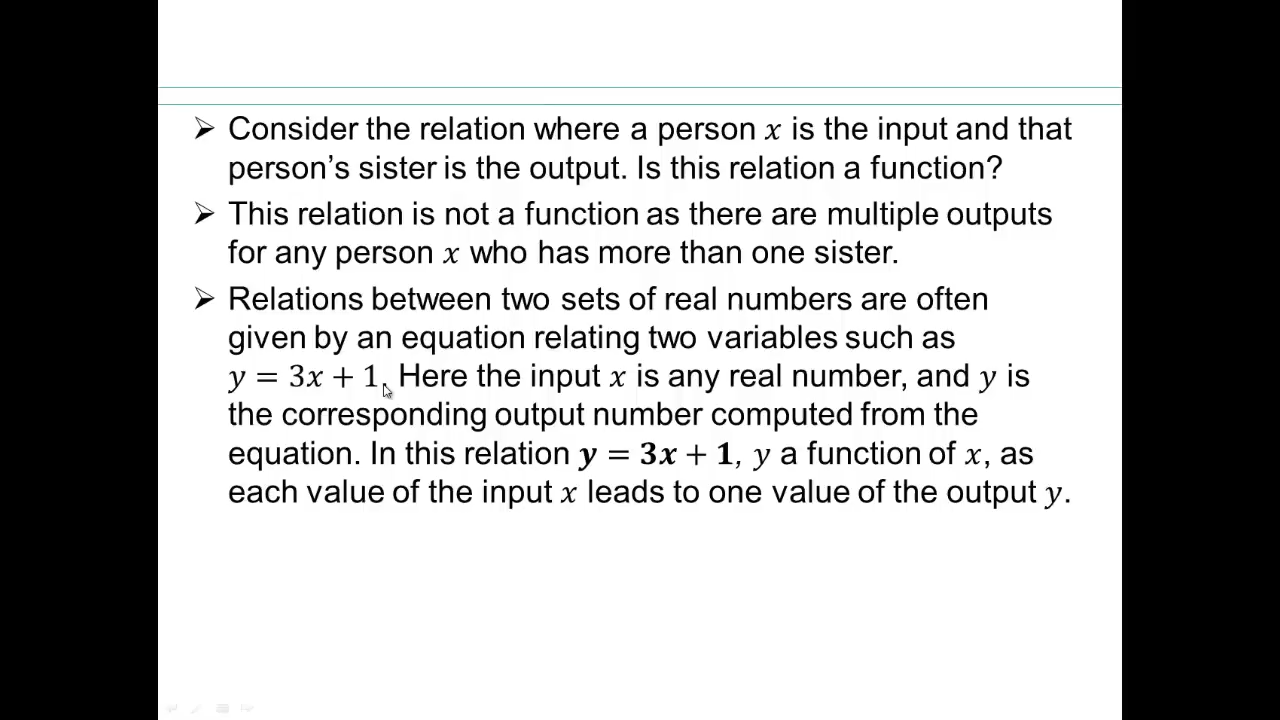 ➢ Consider the relation where a person 𝑥 is the input and that
person’s sister is the output. Is this relation a function?
➢ This relation is not a function as there are multiple outputs
for any person 𝑥 who has more than one sister.
➢ Relations between two sets of real numbers are often
given by an equation relating two variables such as
𝑦 = 3𝑥 + 1. Here the input 𝑥 is any real number, and 𝑦 is
the corresponding output number computed from the
equation. In this relation 𝒚 = 𝟑𝒙 + 𝟏, 𝑦 a function of 𝑥, as
each value of the input 𝑥 leads to one value of the output 𝑦.